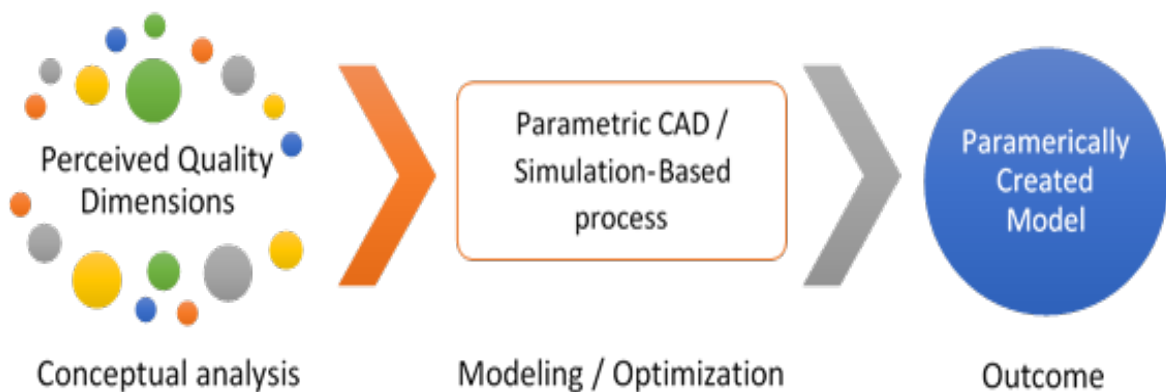 Perceived Quality
Dimensions
Conceptual analysis
Parametric CAD /
Simulation-Based
process
Modeling / Optimization
Paramerically
Created
Model
Outcome